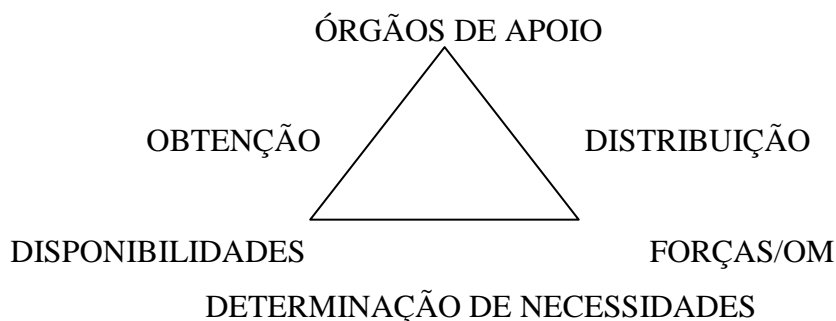 ÓRGÃOS DE APOIO
OBTENÇÃO
DISTRIBUIÇÃO
DISPONIBILIDADES
FORÇAS/OM
DETERMINAÇÃO DE NECESSIDADES